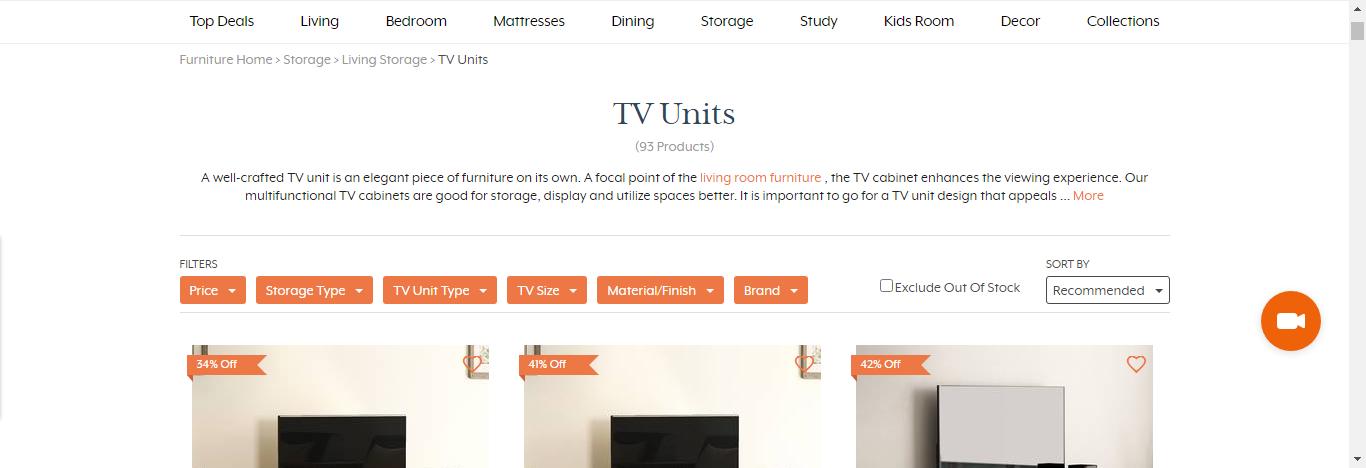 Top Deals Living Bedroom Mattresses Dining Storage Study Kids Room Decor Collections
Furniture Home > Storage > Living Storage > TV Units
TV Units
(93 Products)
A well-crafted TV unit is an elegant piece of furniture on its own. A focal point of the living room furniture , the TV cabinet enhances the viewing experience. Our
multifunctional TV cabinets are good for storage, display and utilize spaces better. It is important to go for a TV unit design that appeals ... More
FILTERS
Price Storage Type TV Unit Type TV Size Material/Finish Brand
Exclude Out Of Stock
SORT BY
Recommended
34% Off
41% Off
42% Off